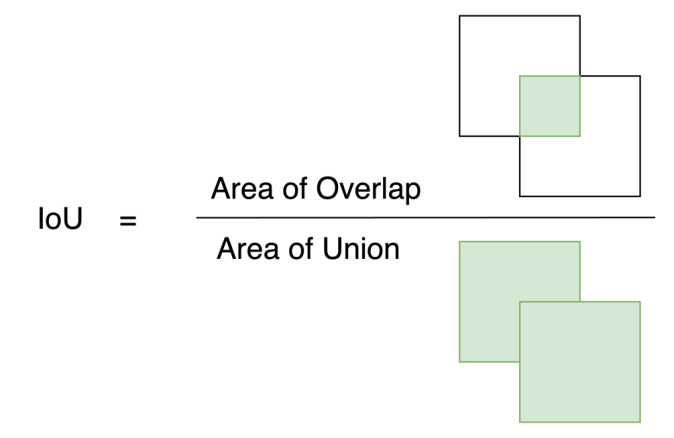 Area of Overlap
IoU =
Area of Union